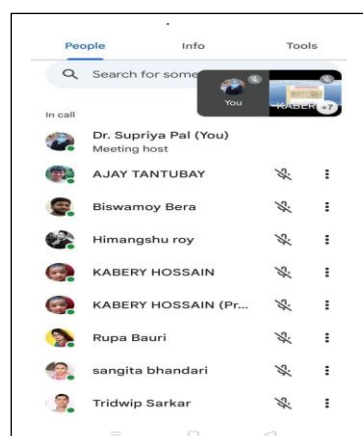 People Info Tools
Search for some
You KABER +7
In call
Dr. Supriya Pal (You)
Meeting host
AJAY TANTUBAY
Biswamoy Bera
Himangshu roy
KABERY HOSSAIN
KABERY HOSSAIN (Pr...
Rupa Bauri
sangita bhandari
Tridwip Sarkar